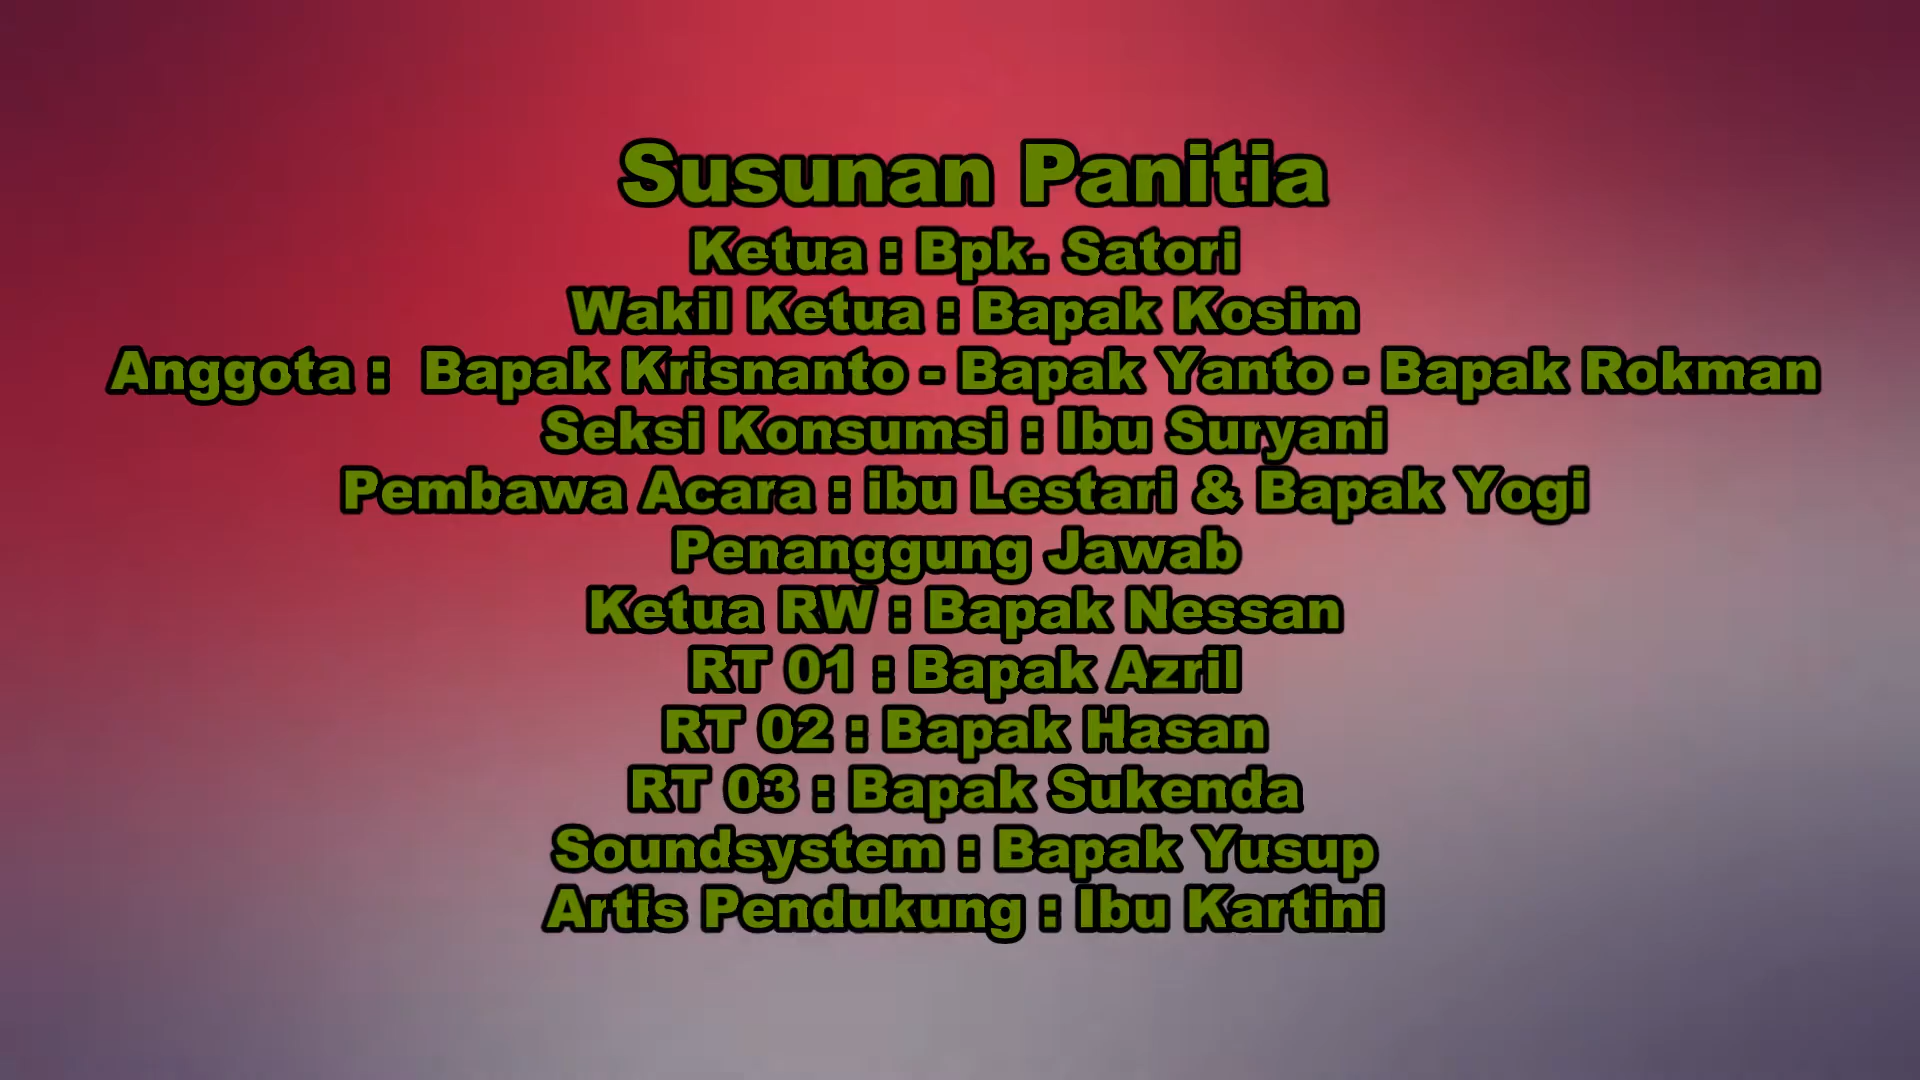 Susunan Panitia
Ketua : Bpk. Satori
Wakil Ketua : Bapak Kosim
Anggota :  Bapak Krisnanto - Bapak Yanto - Bapak Rokman
Seksi Konsumsi : Ibu Suryani
Pembawa Acara : ibu Lestari & Bapak Yogi
Penanggung Jawab
Ketua RW : Bapak Nessan
RT 01 : Bapak Azril
RT 02 : Bapak Hasan
RT 03 : Bapak Sukenda
Soundsystem : Bapak Yusup
Artis Pendukung : Ibu Kartini